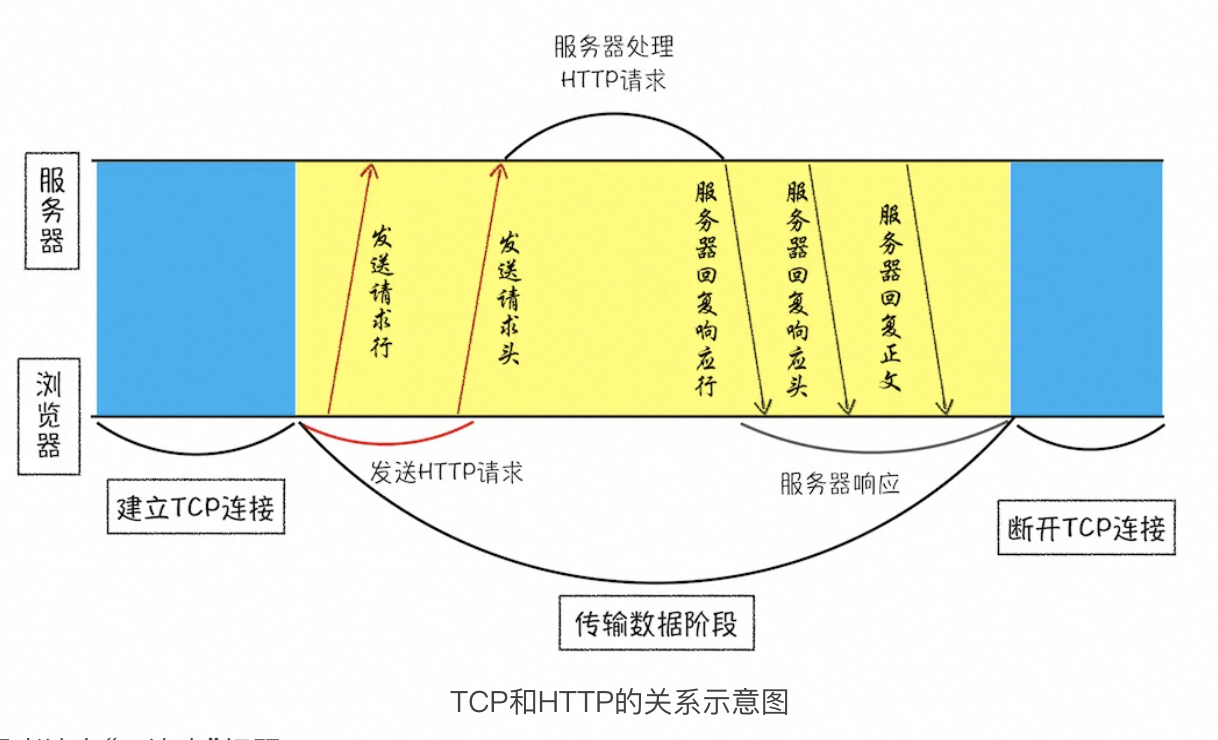 服务器处理
HTTP请求
服务器
发送请求行
发送请求头
服务器回复响应行
服务器回复响应头
服务器回复正文
浏览器
发送HTTP请求
服务器响应
建立TCP连接
断开TCP连接
传输数据阶段
TCP和HTTP的关系示意图